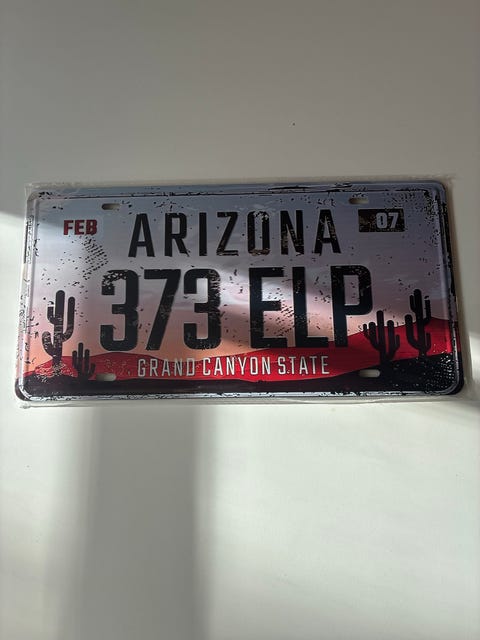 FEB ARIZONA 07
373 ELP
GRAND CANYON STATE